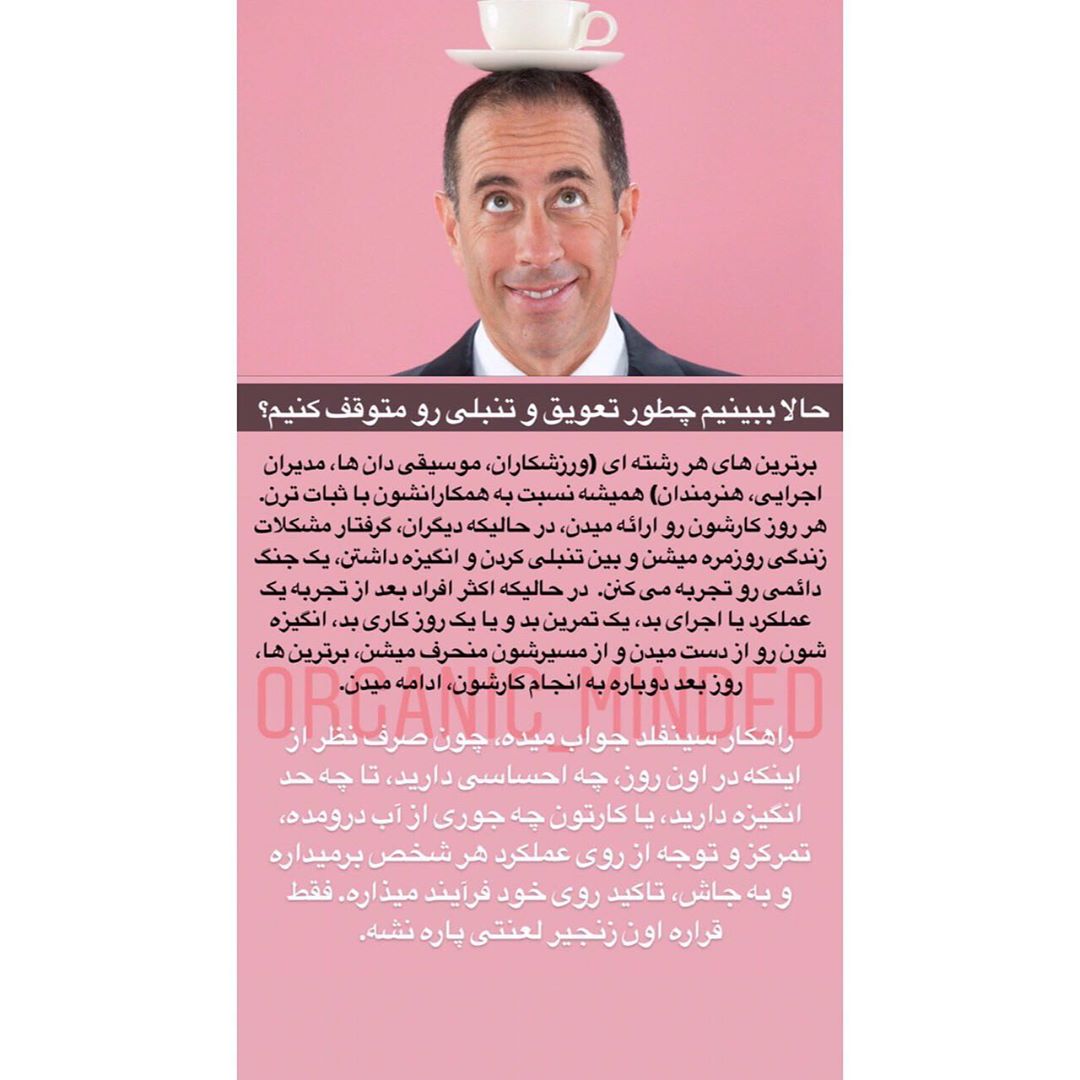 حالا ببینیم چطور تعویق و تنبلی رو متوقف کنیم؟
برترین های هر رشته ای (ورزشکاران، موسیقی دان ها، مدیران
اجرایی، هنرمندان) همیشه نسبت به همکارانشون با ثبات ترن.
هر روز کارشون رو ارائه میدن، در حالیکه دیگران، گرفتار مشکلات
زندگی روزمره میشن و بین تنبلی کردن و انگیزه داشتن، یک جنگ
دائمی رو تجربه می کنن. در حالیکه اکثر افراد بعد از تجربه یک
عملکرد یا اجرای بد، یک تمرین بد و یا یک روز کاری بد، انگیزه
شون رو از دست میدن و از مسیرشون منحرف میشن، برترین ها،
روز بعد دوباره به انجام کارشون، ادامه میدن.
ORGANIC_MINDED
راهکار سینفلد جواب میده، چون صرف نظر از
اینکه در اون روز، چه احساسی دارید، تا چه حد
انگیزه دارید، یا کارتون چه جوری از آب درومده،
تمرکز و توجه از روی عملکرد هر شخص برمیداره
و به جاش، تاکید روی خود فرآیند میذاره. فقط
قراره اون زنجیر لعنتی پاره نشه.